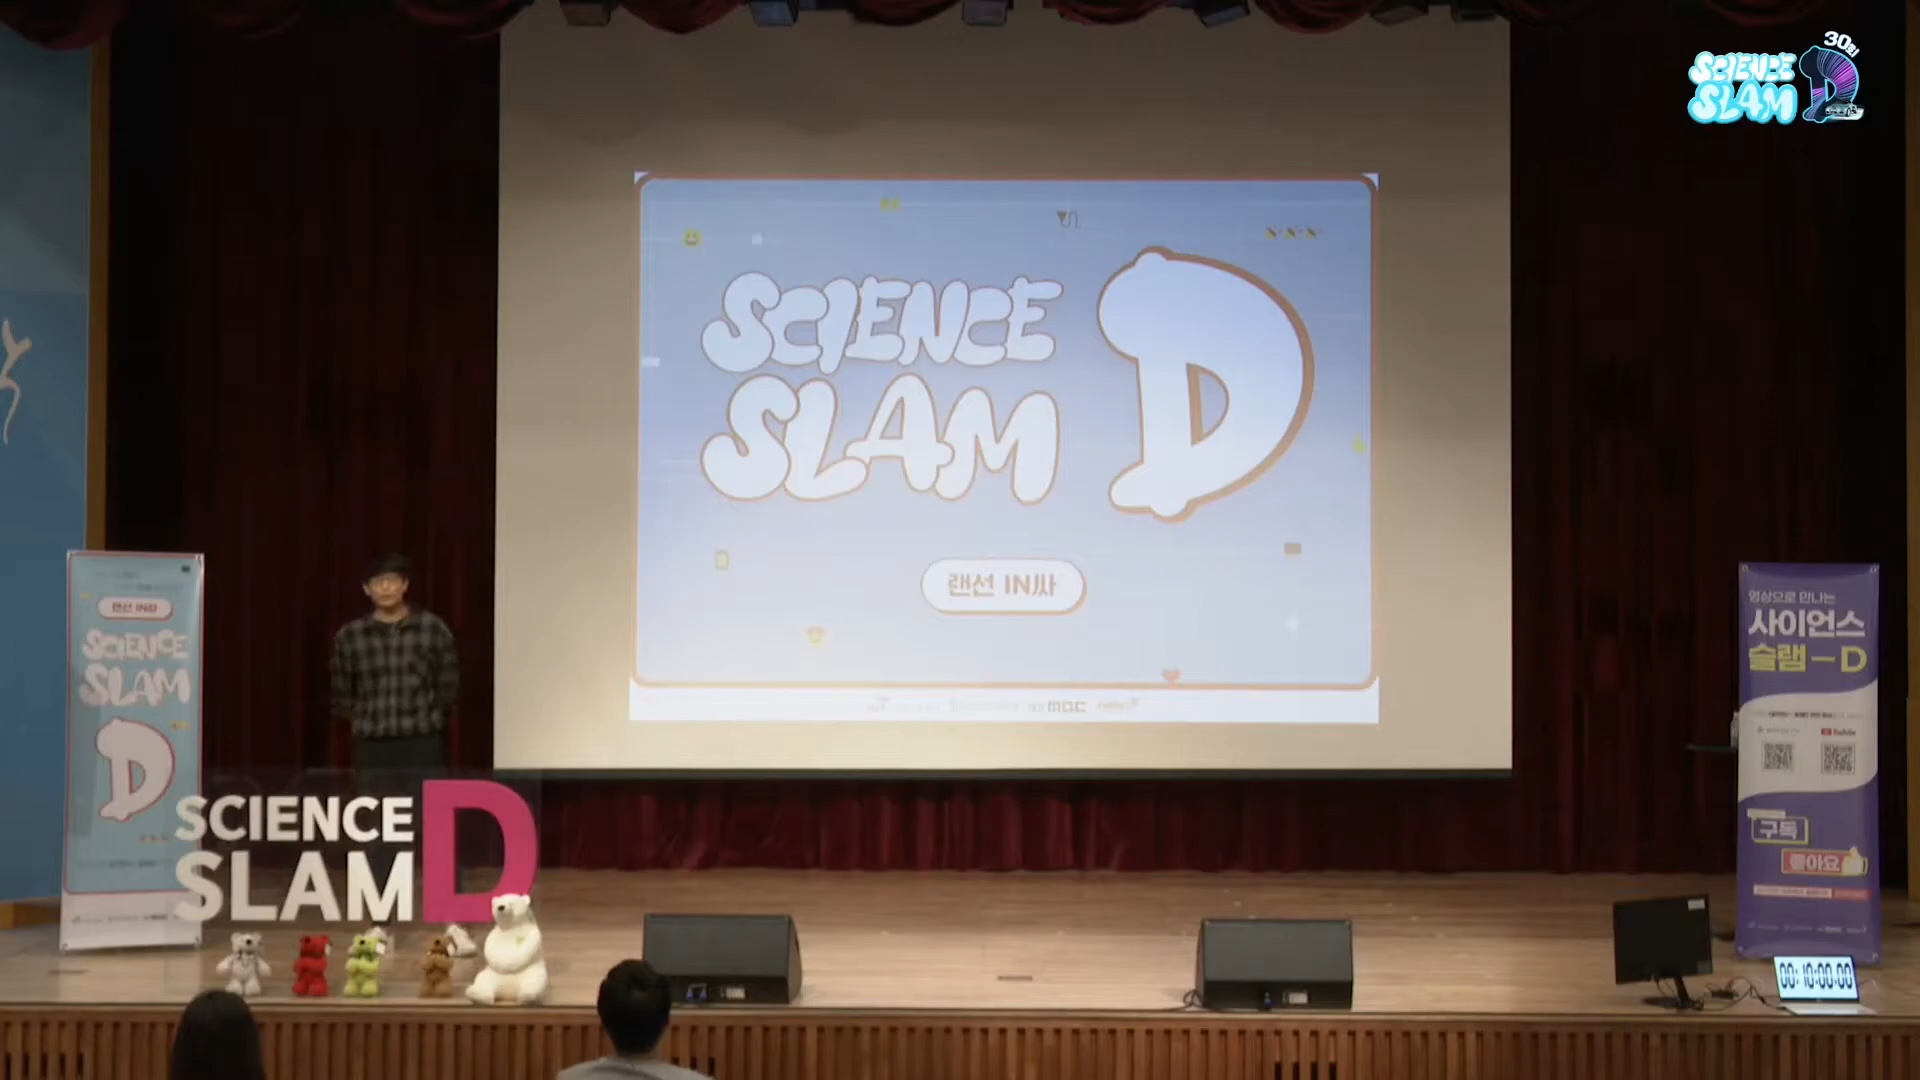 30회
SCIENCE
SLAM D
SCIENCE
SLAM D
랜선 IN싸
MBC
랜선 IN싸
SCIENCE
SLAM
D
SCIENCE
SLAM D
영상으로 만나는
사이언스
슬램-D
YouTube
구독
좋아요
00:10:00.00